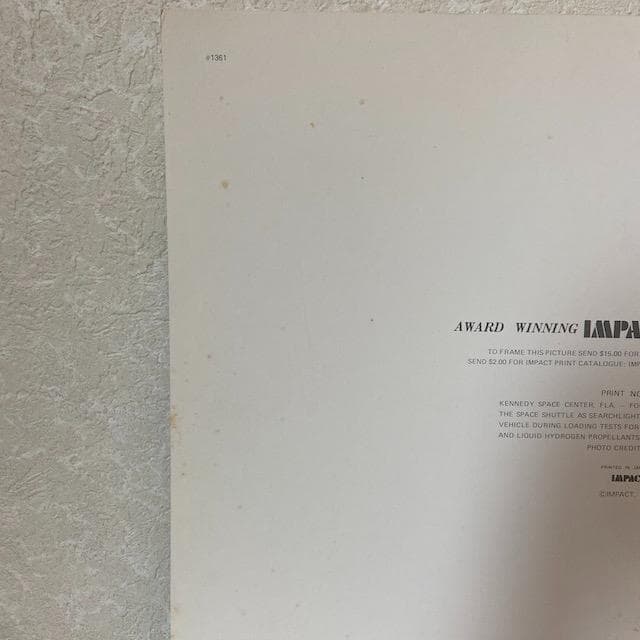 #1361
AWARD WINNING IMPA
TO FRAME THIS PICTURE SEND $15.00 FOR
SEND $2.00 FOR IMPACT PRINT CATALOGUE: IMP
PRINT NO
KENNEDY SPACE CENTER, FLA. — FO
THE SPACE SHUTTLE AS SEARCHLIGHT
VEHICLE DURING LOADING TESTS FOR
AND LIQUID HYDROGEN PROPELLANTS
PHOTO CREDIT
PRINTED IN JA
IMPAC
©IMPACT,